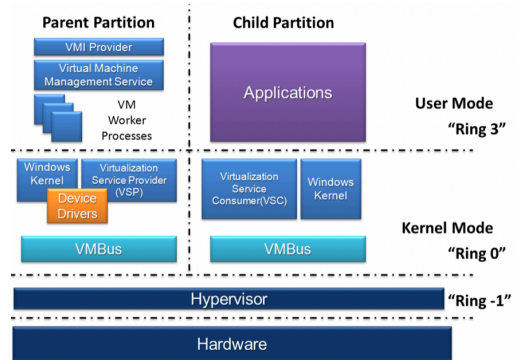 Parent Partition
Child Partition
VMI Provider
Virtual Machine
Management Service
VM
Worker
Processes
Applications
User Mode
“Ring 3”
Windows
Kernel
Virtualization
Service Provider
(VSP)
Device
Drivers
VMBus
Virtualization
Service
Consumer(VSC)
Windows
Kernel
VMBus
Kernel Mode
“Ring 0”
Hypervisor
“Ring -1”
Hardware